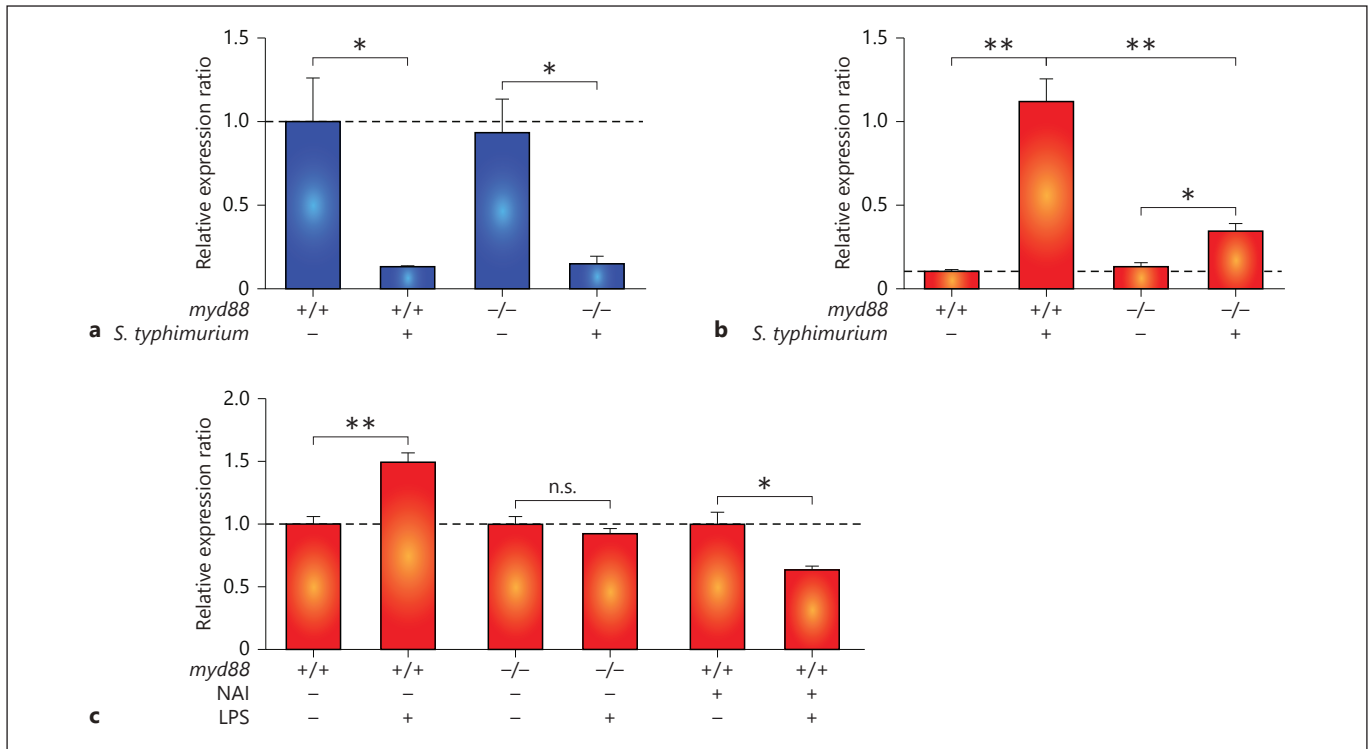 1.5
1.0
0.5
0
Relative expression ratio
*
*
myd88 +/+ +/+ –/– –/–
a S. typhimurium – + – +
1.5
1.0
0.5
0
Relative expression ratio
**
**
*
myd88 +/+ +/+ –/– –/–
b S. typhimurium – + – +
2.0
1.5
1.0
0.5
0
Relative expression ratio
**
n.s.
*
myd88 +/+ +/+ –/– –/– +/+ +/+
NAI – – – – + +
c LPS – + – + – +